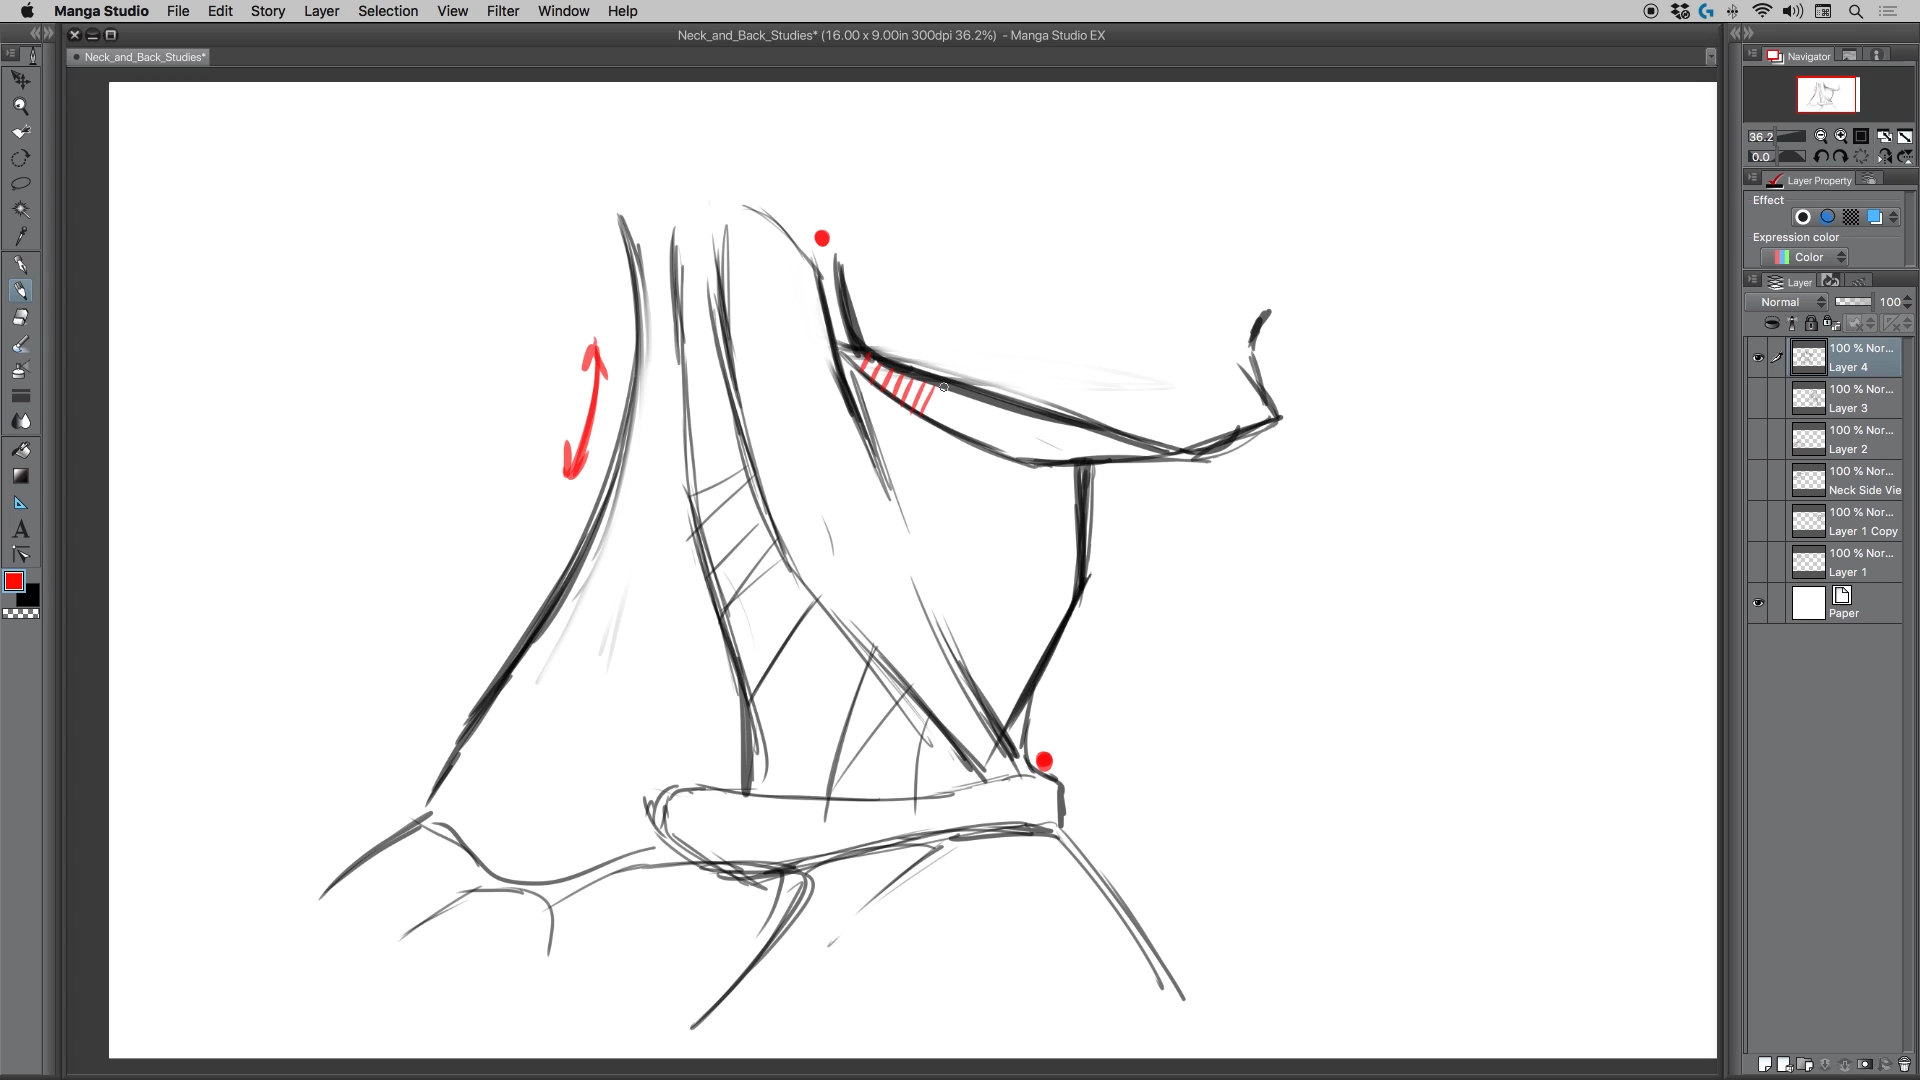 Manga Studio File Edit Story Layer Selection View Filter Window Help
Neck_and_Back_Studies* (16.00 x 9.00in 300dpi 36.2%) - Manga Studio EX
Neck_and_Back_Studies*
Navigator
36.2
0.0
Layer Property
Effect
Expression color
Color
Layer
Normal 100
100 % Nor...
Layer 4
100 % Nor...
Layer 3
100 % Nor...
Layer 2
100 % Nor...
Neck Side Vie
100 % Nor...
Layer 1 Copy
100 % Nor...
Layer 1
Paper
A